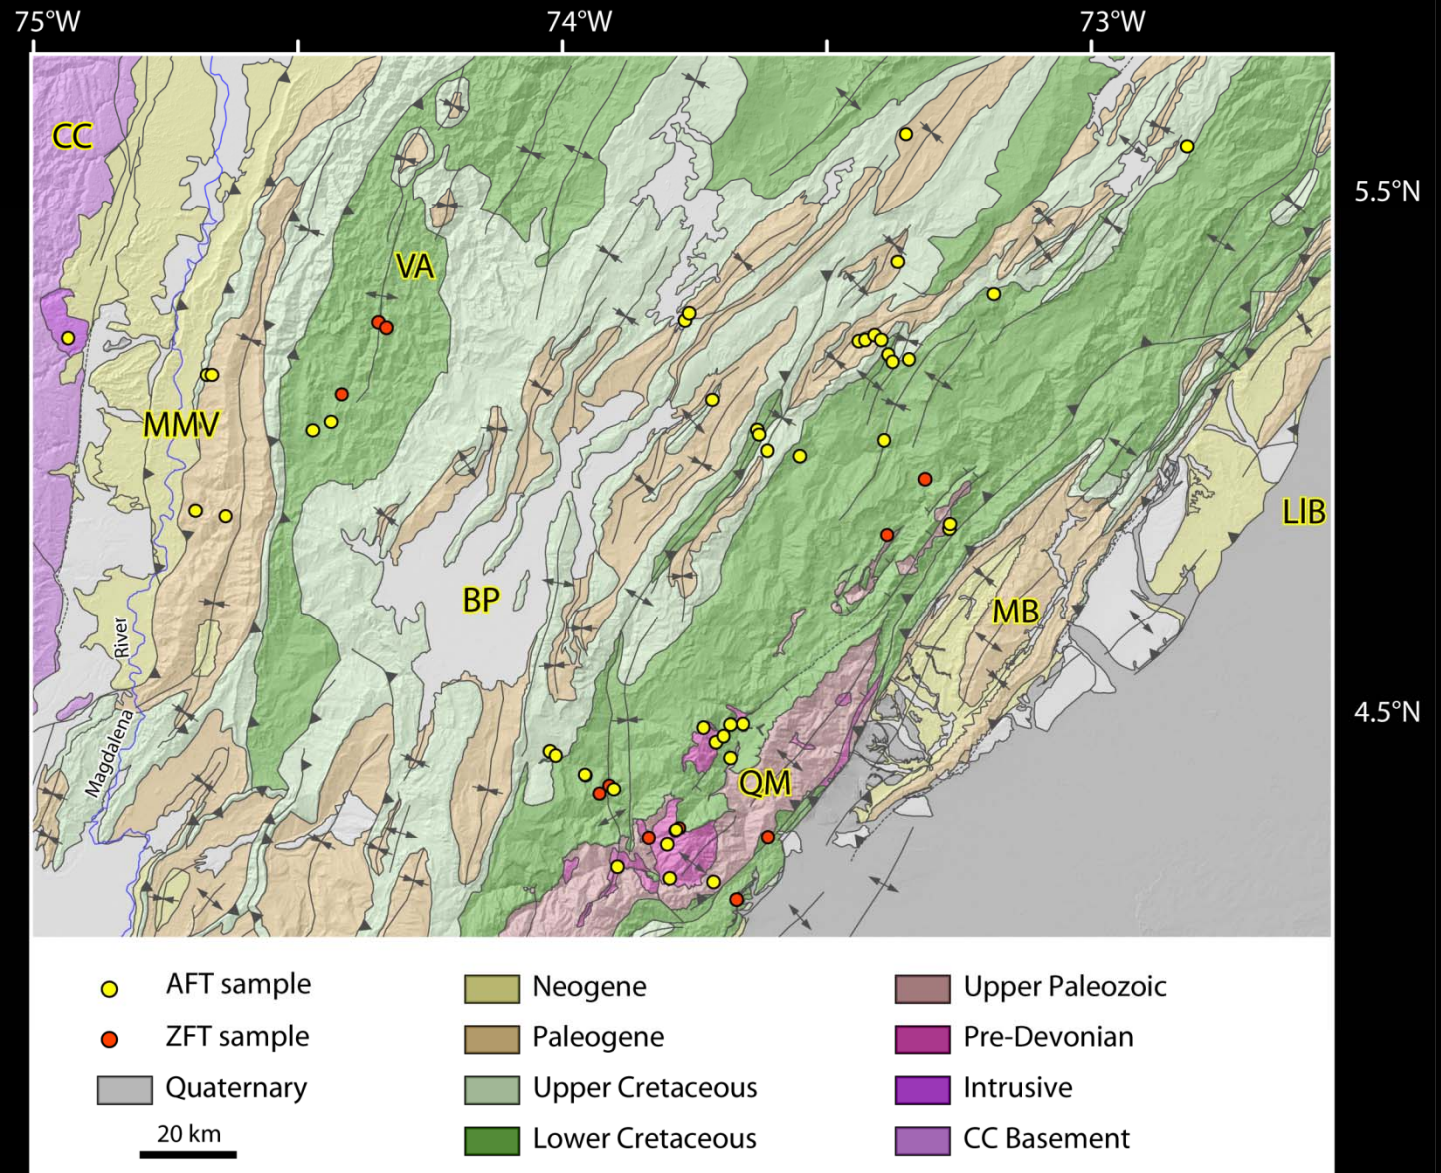 75°W 74°W 73°W
CC
5.5°N
VA
MMV
LIB
BP
MB
River
Magdalena
4.5°N
QM
AFT sample
ZFT sample
Quaternary
20 km
Neogene
Paleogene
Upper Cretaceous
Lower Cretaceous
Upper Paleozoic
Pre-Devonian
Intrusive
CC Basement